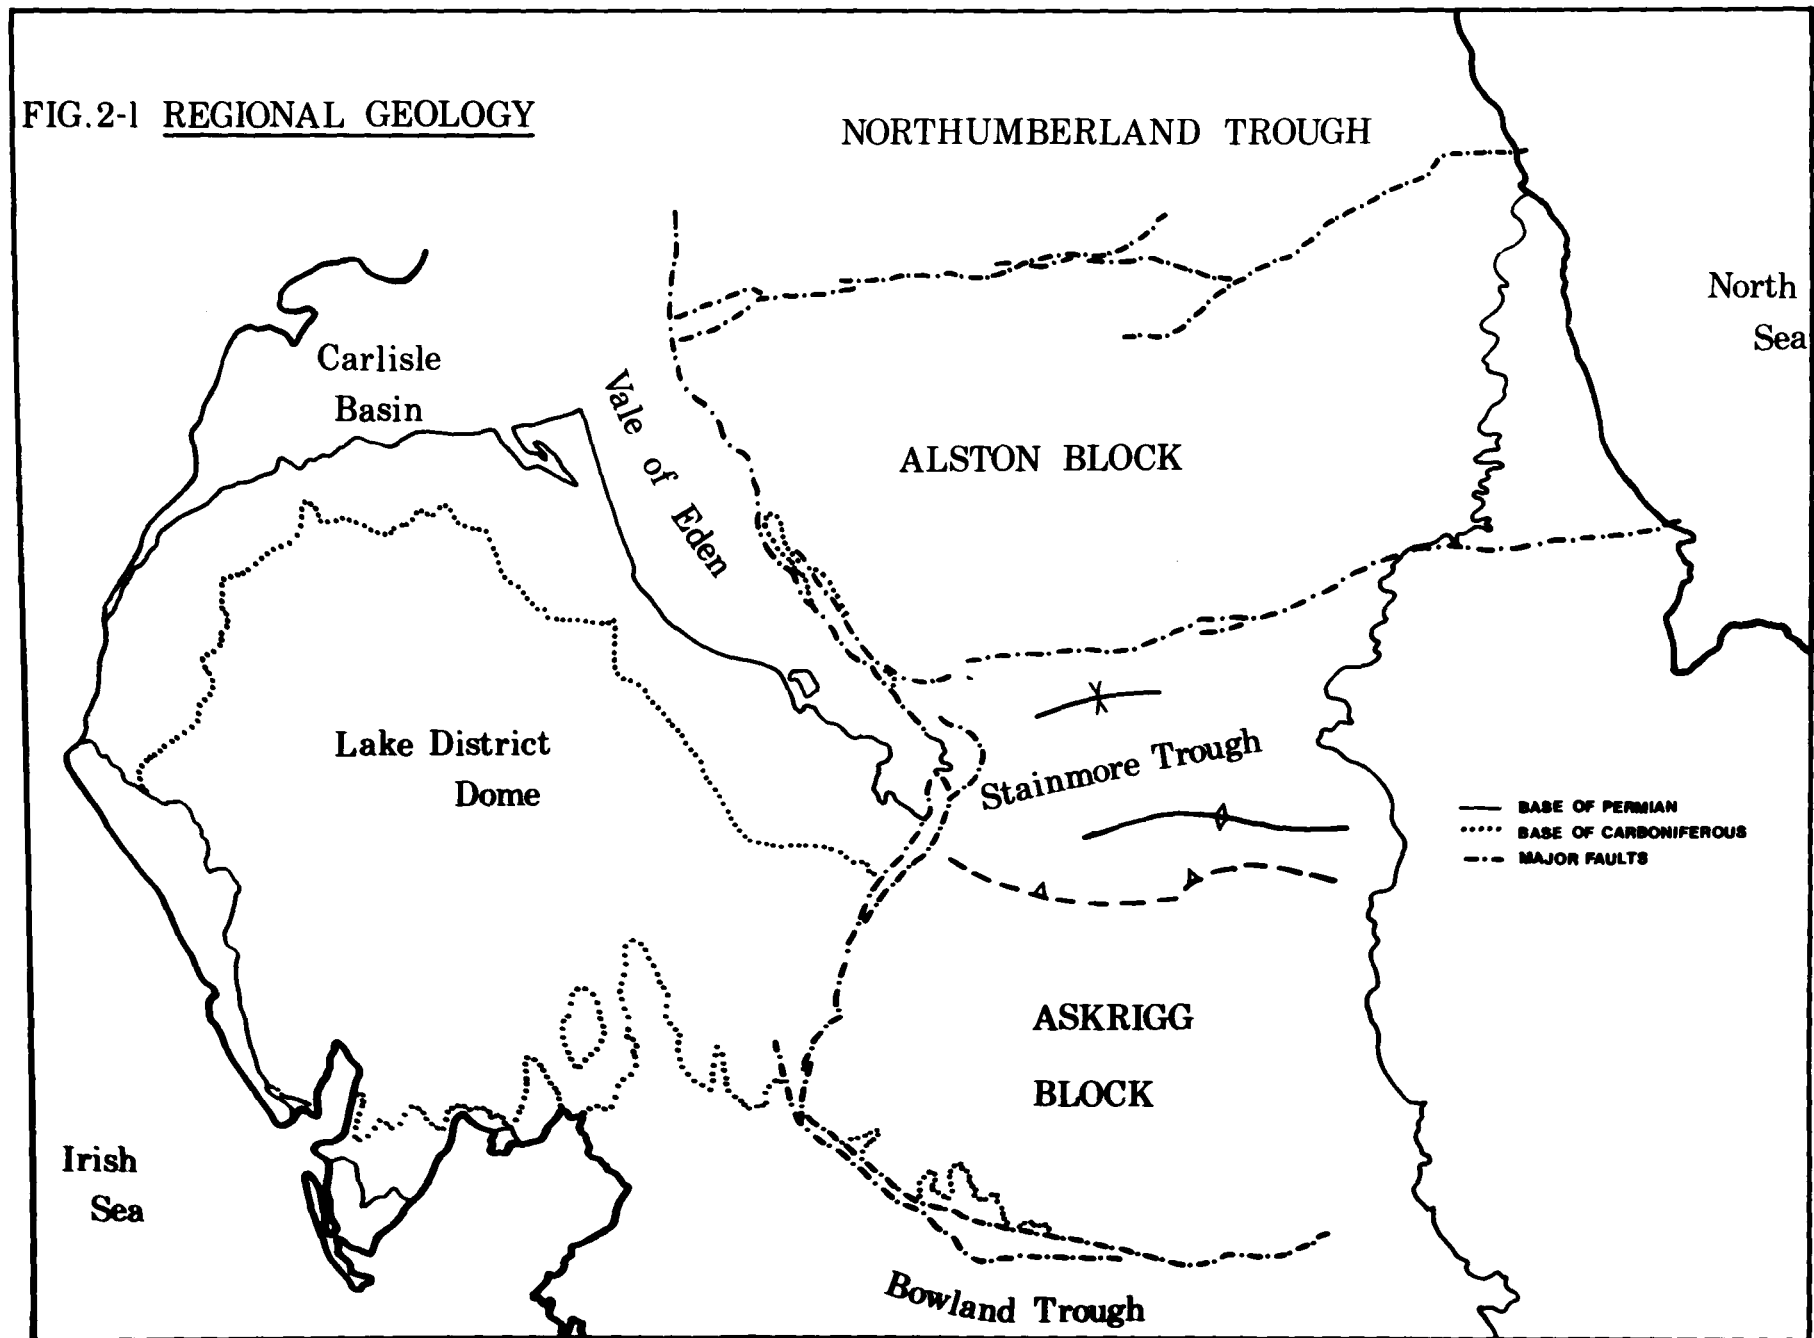 FIG.2-1 REGIONAL GEOLOGY
NORTHUMBERLAND TROUGH
North
Sea
Carlisle
Basin
Vale of Eden
ALSTON BLOCK
Lake District
Dome
Stainmore Trough
BASE OF PERMIAN
BASE OF CARBONIFEROUS
MAJOR FAULTS
ASKRIGG
BLOCK
Irish
Sea
Bowland Trough